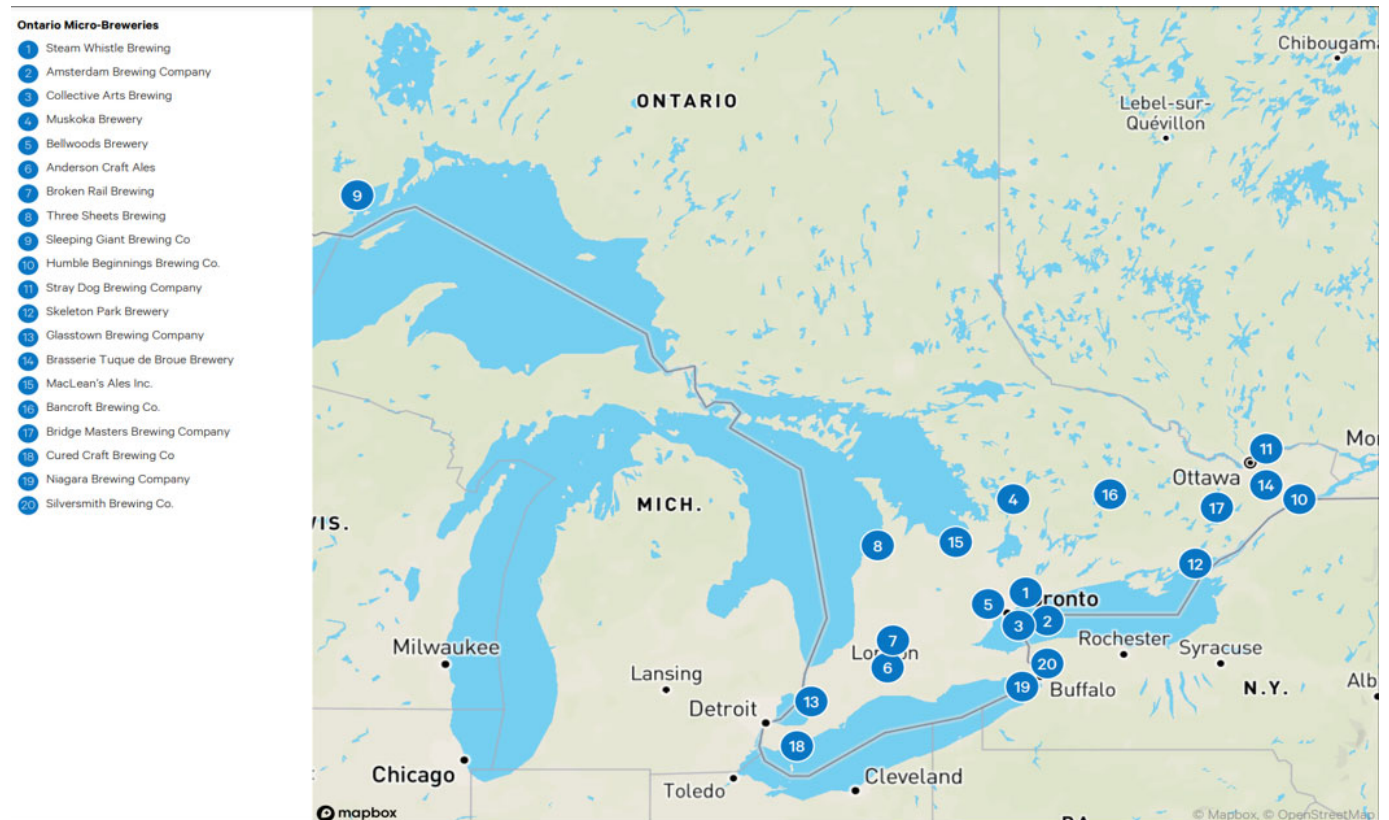 Ontario Micro-Breweries
1 Steam Whistle Brewing
2 Amsterdam Brewing Company
3 Collective Arts Brewing
4 Muskoka Brewery
5 Bellwoods Brewery
6 Anderson Craft Ales
7 Broken Rail Brewing
8 Three Sheets Brewing
9 Sleeping Giant Brewing Co
10 Humble Beginnings Brewing Co.
11 Stray Dog Brewing Company
12 Skeleton Park Brewery
13 Glasstown Brewing Company
14 Brasserie Tuque de Broue Brewery
15 MacLean's Ales Inc.
16 Bancroft Brewing Co.
17 Bridge Masters Brewing Company
18 Cured Craft Brewing Co
19 Niagara Brewing Company
20 Silversmith Brewing Co.
Chibougama
ONTARIO
Lebel-sur-
Quévillon
9
Mo
11
Ottawa
14
10
4
16
17
MICH.
VIS.
8
15
12
1
5
ronto
3
2
7
Lo on
6
Rochester
Syracuse
Milwaukee
Lansing
20
19
Buffalo
N.Y.
Alb
13
Detroit
18
Chicago
Toledo
Cleveland
mapbox
© Mapbox, © OpenStreetMap